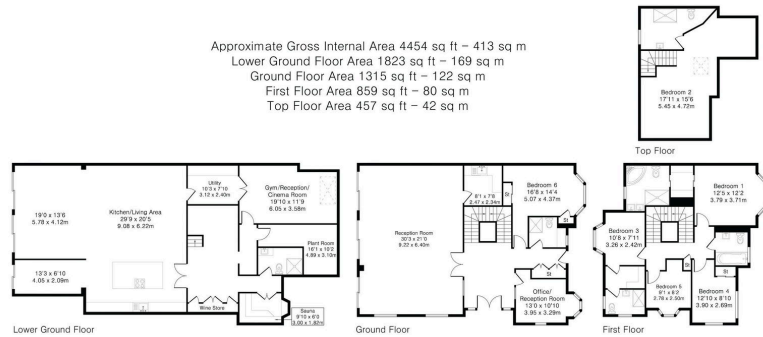 Approximate Gross Internal Area 4454 sq ft – 413 sq m
Lower Ground Floor Area 1823 sq ft – 169 sq m
Ground Floor Area 1315 sq ft – 122 sq m
First Floor Area 859 sq ft – 80 sq m
Top Floor Area 457 sq ft – 42 sq m
Bedroom 2
17'11 x 15'6
5.45 x 4.72m
Top Floor
19'0 x 13'6
5.78 x 4.12m
13'3 x 6'10
4.05 x 2.09m
Kitchen/Living Area
29'9 x 20'5
9.08 x 6.22m
Utility
10'3 x 7'10
3.12 x 2.40m
Gym/Reception/
Cinema Room
19'10 x 11'9
6.05 x 3.58m
Plant Room
16'1 x 10'2
4.89 x 3.10m
Wine Store
Sauna
9'10 x 6'0
3.00 x 1.82m
Lower Ground Floor
Reception Room
30'3 x 21'0
9.22 x 6.40m
8'1 x 7'8
2.47 x 2.34m
St
Bedroom 6
16'8 x 14'4
5.07 x 4.37m
St
St
Office/
Reception Room
13'0 x 10'10
3.95 x 3.29m
Ground Floor
Bedroom 1
12'5 x 12'2
3.79 x 3.71m
Bedroom 3
10'8 x 7'11
3.26 x 2.42m
St
Bedroom 5
9'1 x 8'2
2.76 x 2.50m
St
Bedroom 4
12'10 x 8'10
3.90 x 2.69m
First Floor